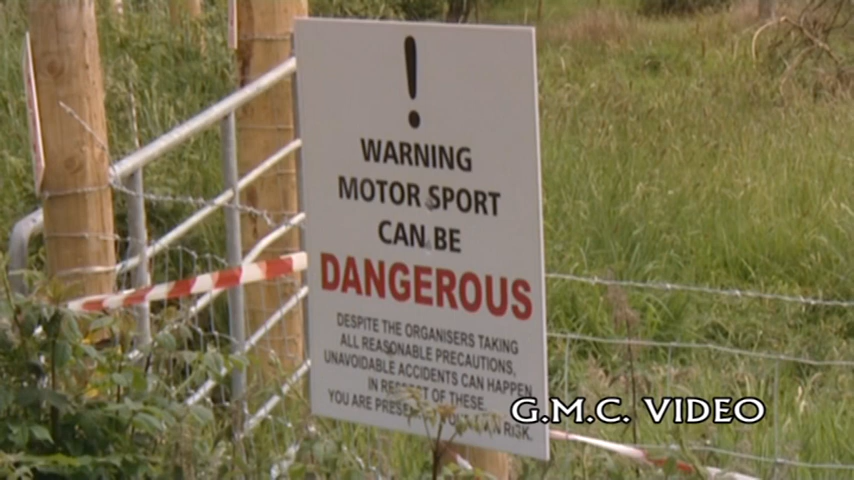 !
WARNING
MOTOR SPORT
CAN BE
DANGEROUS
DESPITE THE ORGANISERS TAKING
ALL REASONABLE PRECAUTIONS,
UNAVOIDABLE ACCIDENTS CAN HAPPEN
IN RESPECT OF THESE,
YOU ARE PRESENT RISK.
G.M.C. VIDEO